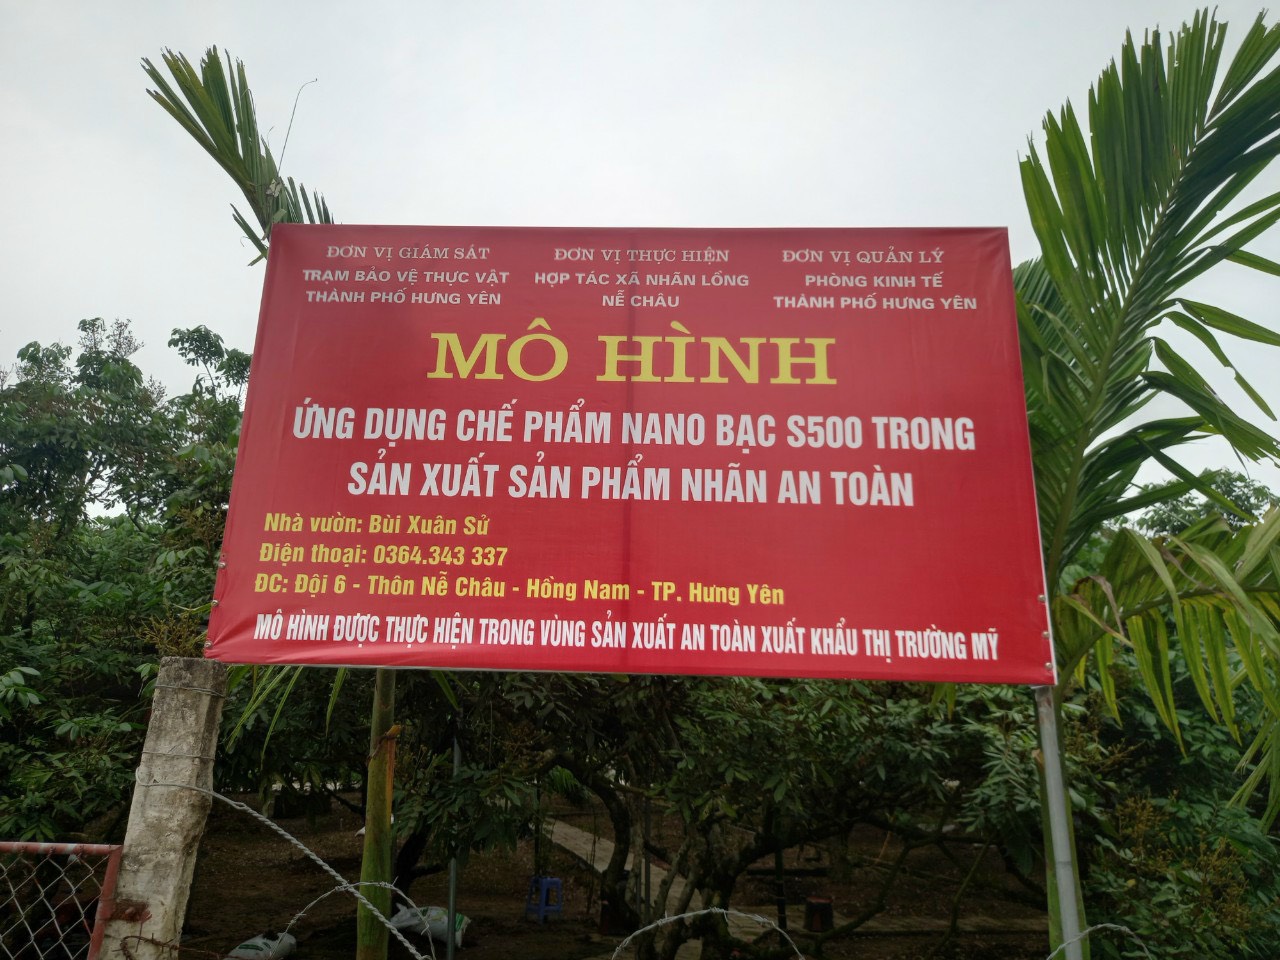 ĐƠN VỊ GIÁM SÁT
TRẠM BẢO VỆ THỰC VẬT
THÀNH PHỐ HƯNG YÊN
ĐƠN VỊ THỰC HIỆN
HỢP TÁC XÃ NHÃN LỒNG
NỄ CHÂU
ĐƠN VỊ QUẢN LÝ
PHÒNG KINH TẾ
THÀNH PHỐ HƯNG YÊN
MÔ HÌNH
ỨNG DỤNG CHẾ PHẨM NANO BẠC S500 TRONG
SẢN XUẤT SẢN PHẨM NHÃN AN TOÀN
Nhà vườn: Bùi Xuân Sử
Điện thoại: 0364.343 337
ĐC: Đội 6 - Thôn Nễ Châu - Hồng Nam - TP. Hưng Yên
MÔ HÌNH ĐƯỢC THỰC HIỆN TRONG VÙNG SẢN XUẤT AN TOÀN XUẤT KHẨU THỊ TRƯỜNG MỸ